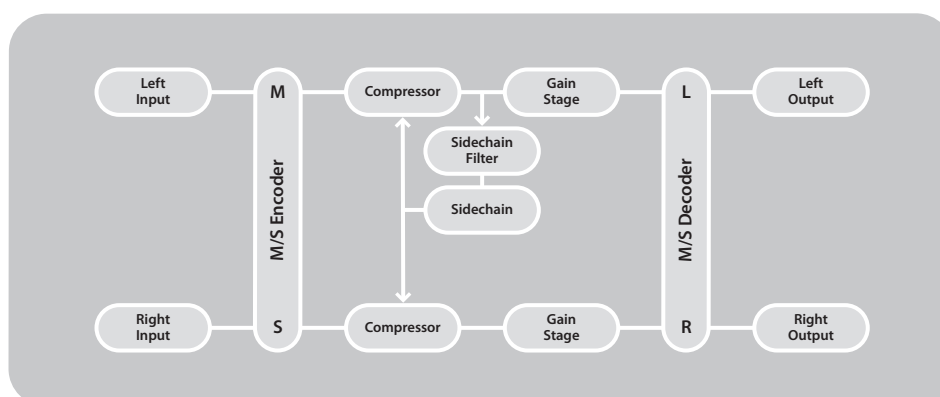 Left
Input
M
Compressor
Gain
Stage
L
Left
Output
Sidechain
Filter
M/S Encoder
Sidechain
M/S Decoder
Right
Input
S
Compressor
Gain
Stage
R
Right
Output